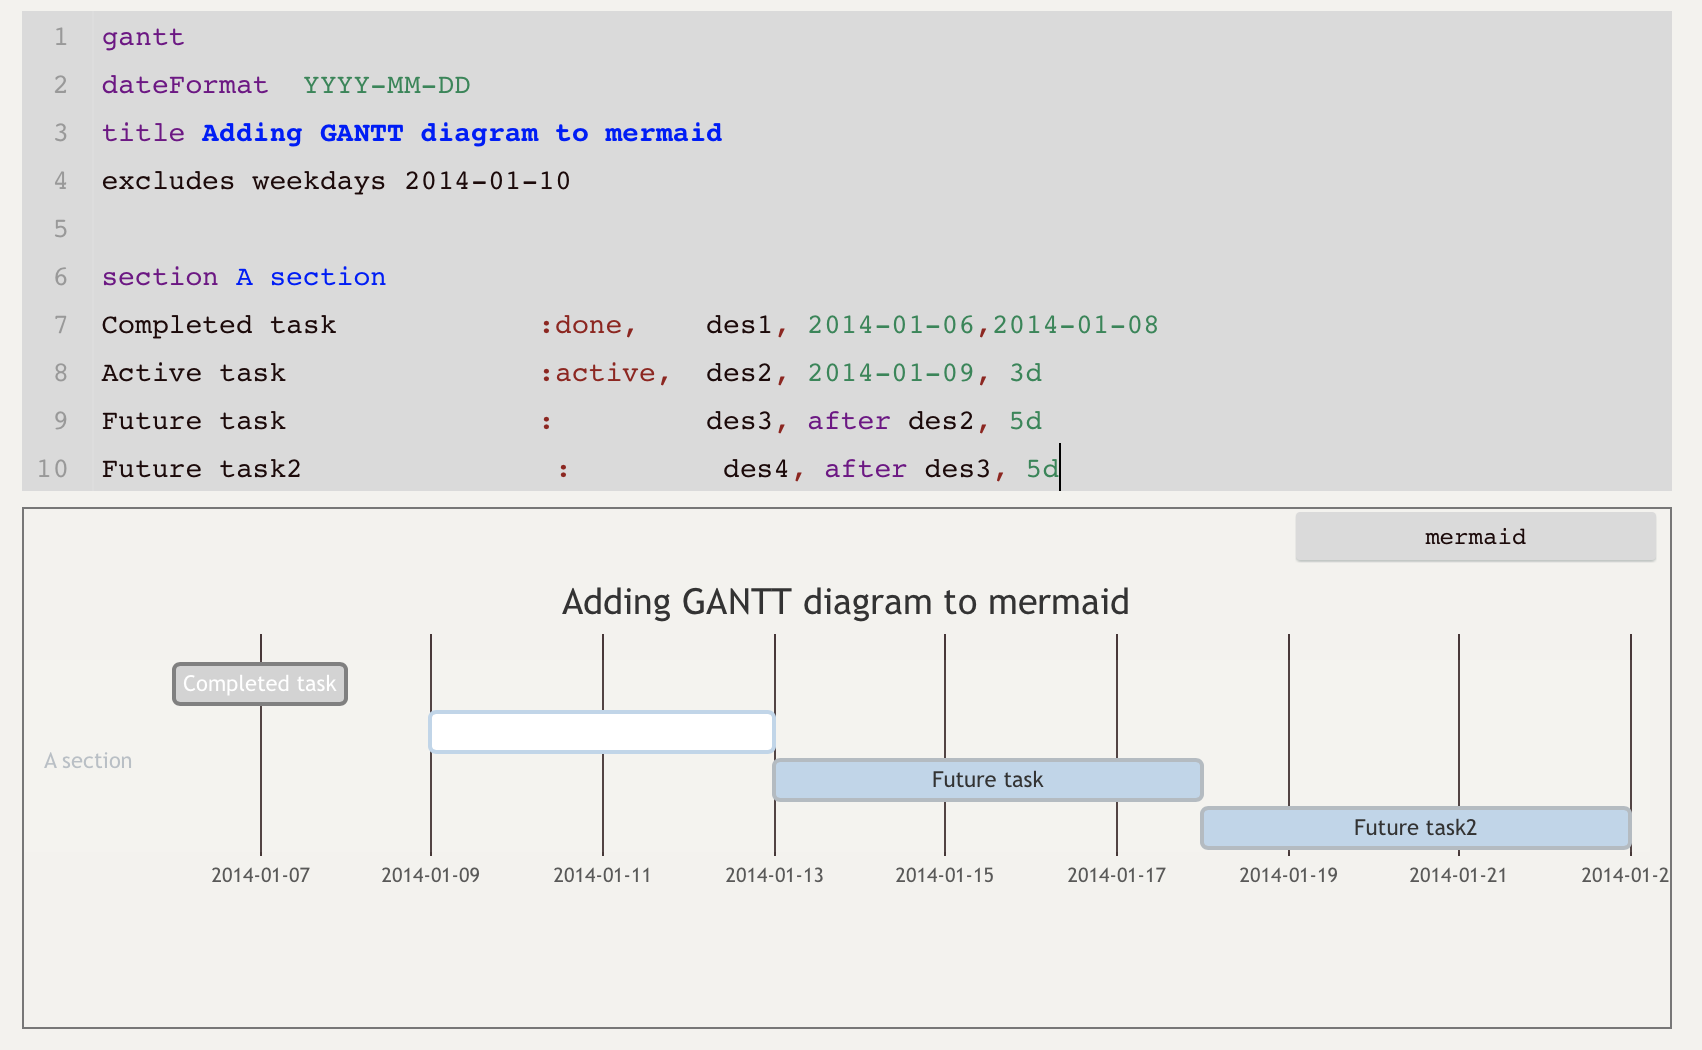 1 gantt
2 dateFormat  YYYY-MM-DD
3 title Adding GANTT diagram to mermaid
4 excludes weekdays 2014-01-10
5
6 section A section
7 Completed task            :done,    des1, 2014-01-06,2014-01-08
8 Active task               :active,  des2, 2014-01-09, 3d
9 Future task               :         des3, after des2, 5d
10 Future task2               :         des4, after des3, 5d
mermaid
Adding GANTT diagram to mermaid
Completed task
A section
Future task
Future task2
2014-01-07 2014-01-09 2014-01-11 2014-01-13 2014-01-15 2014-01-17 2014-01-19 2014-01-21 2014-01-2